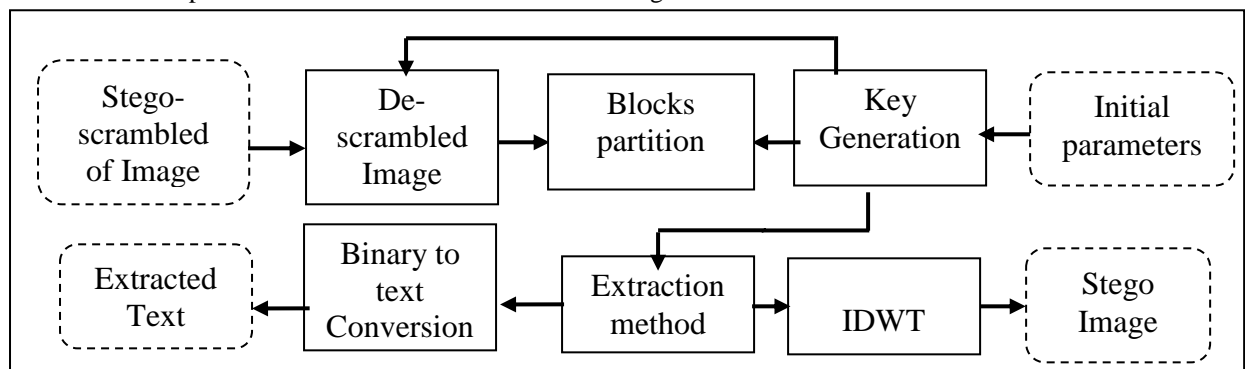 Stego-
scrambled
of Image
De-
scrambled
Image
Blocks
partition
Key
Generation
Initial
parameters
Extracted
Text
Binary to
text
Conversion
Extraction
method
IDWT
Stego
Image